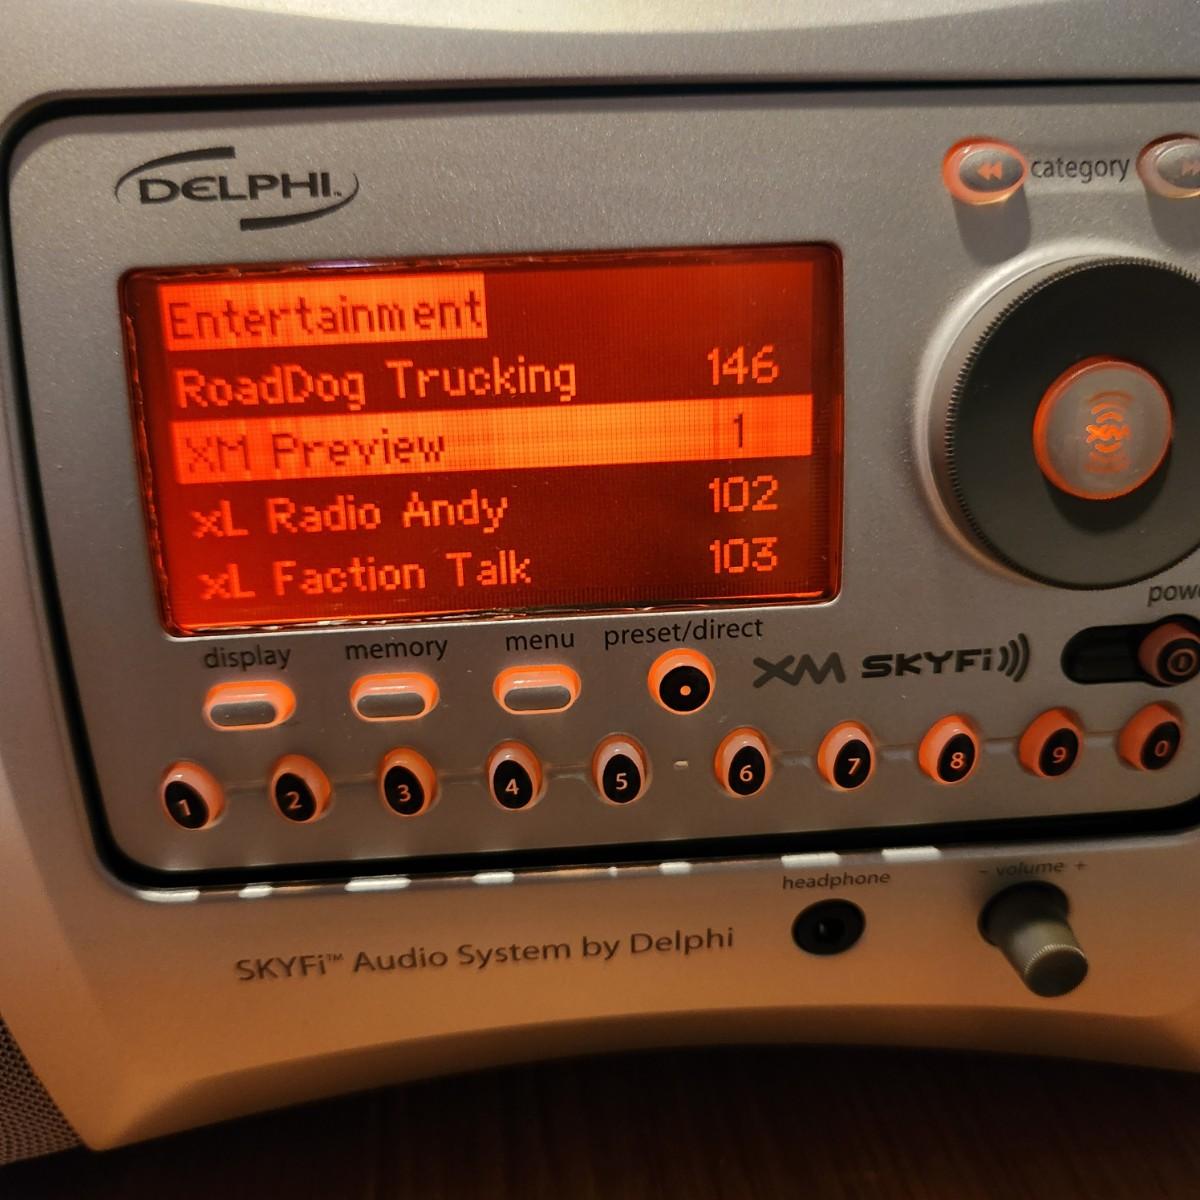 DELPHI
category
Entertainment
RoadDog Trucking 146
XM Preview 1
xL Radio Andy 102
xL Faction Talk 103
XM
display memory menu preset/direct
XM SKYFi
1 2 3 4 5 6 7 8 9 0
headphone
- volume +
SKYFi™ Audio System by Delphi